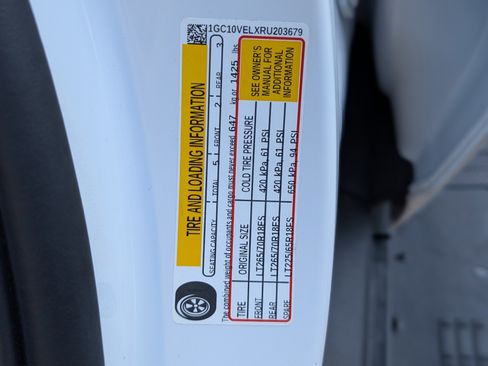 1GC10VELXRU203679
TIRE AND LOADING INFORMATION
SEATING CAPACITY TOTAL 5 FRONT 2 REAR 3
The combined weight of occupants and cargo must never exceed 647 kg or 1425 lbs
TIRE ORIGINAL SIZE COLD TIRE PRESSURE
FRONT LT265/70R18ES 420 kPa, 61 PSI
REAR LT265/70R18ES 420 kPa, 61 PSI
SPARE LT225/65R18ES 650 kPa, 94 PSI
SEE OWNER'S
MANUAL FOR
ADDITIONAL
INFORMATION